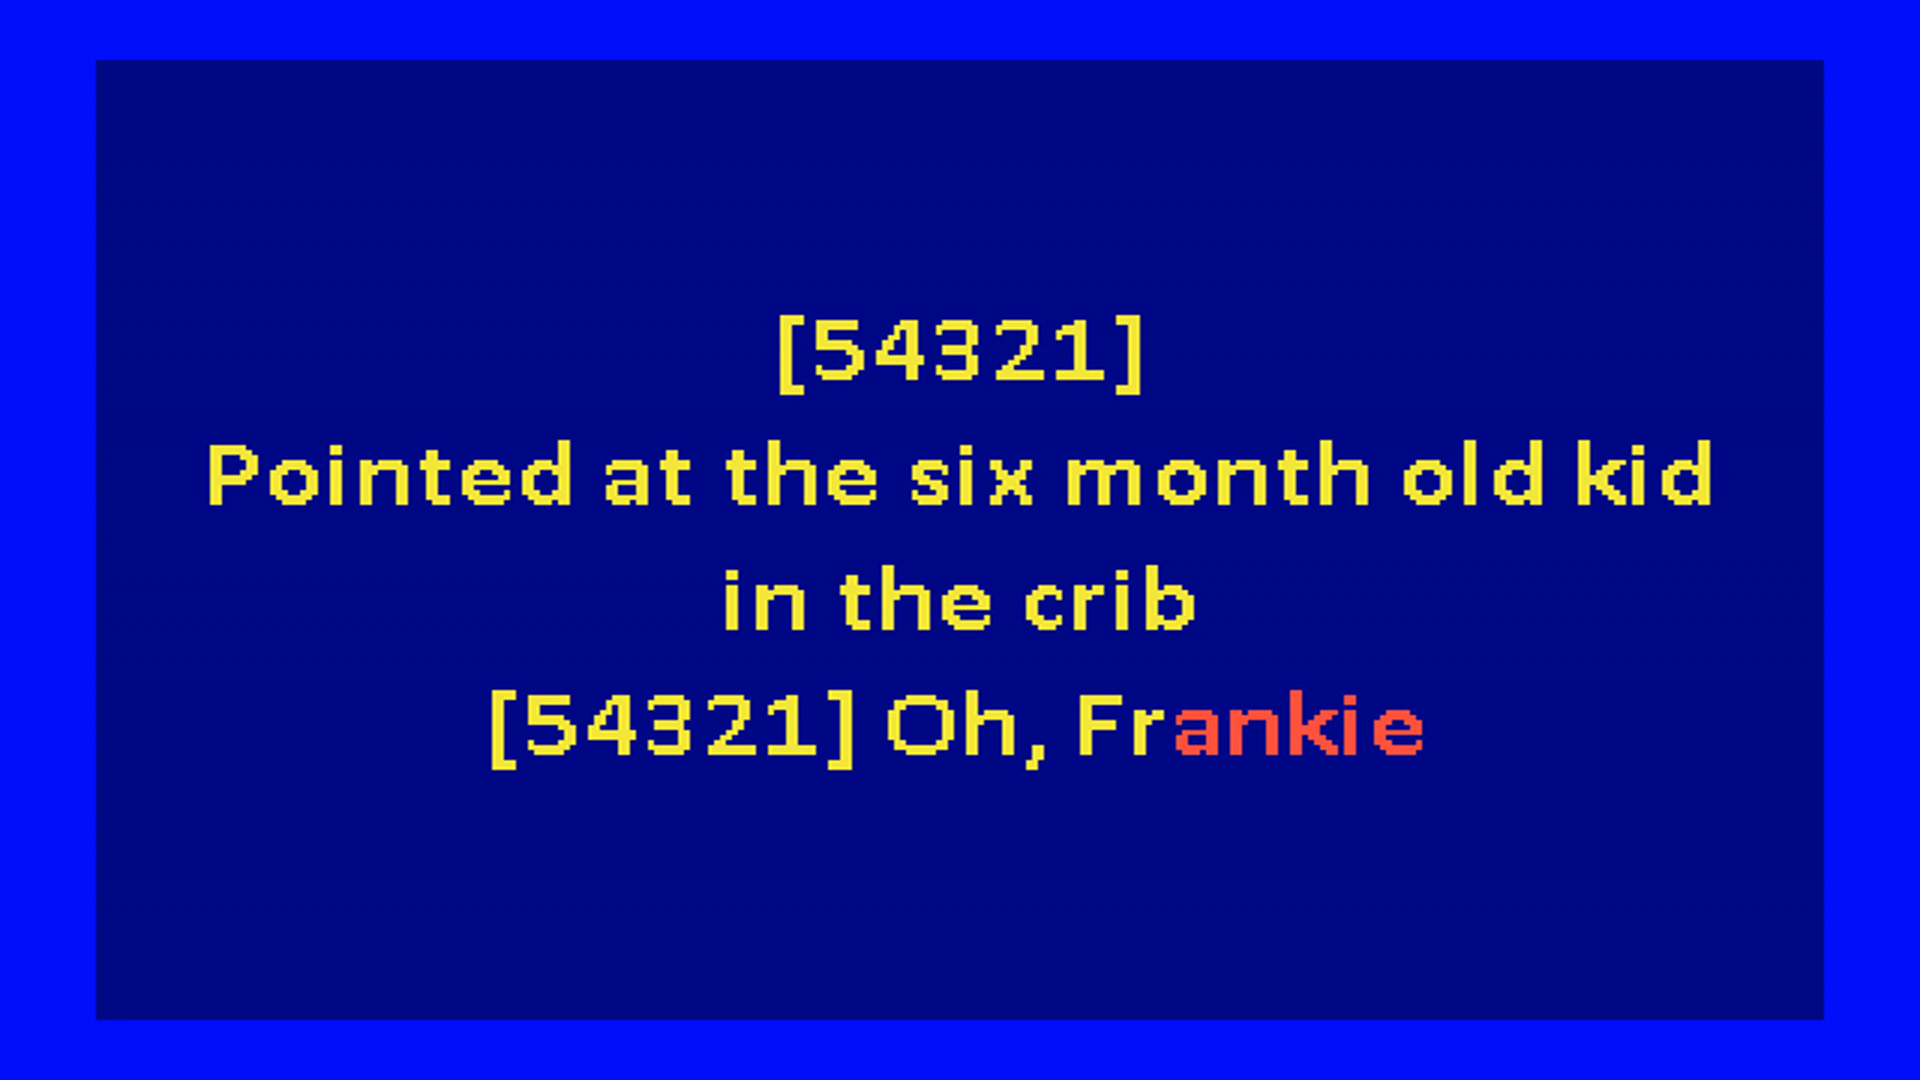 [54321]
Pointed at the six month old kid
in the crib
[54321] Oh, Frankie